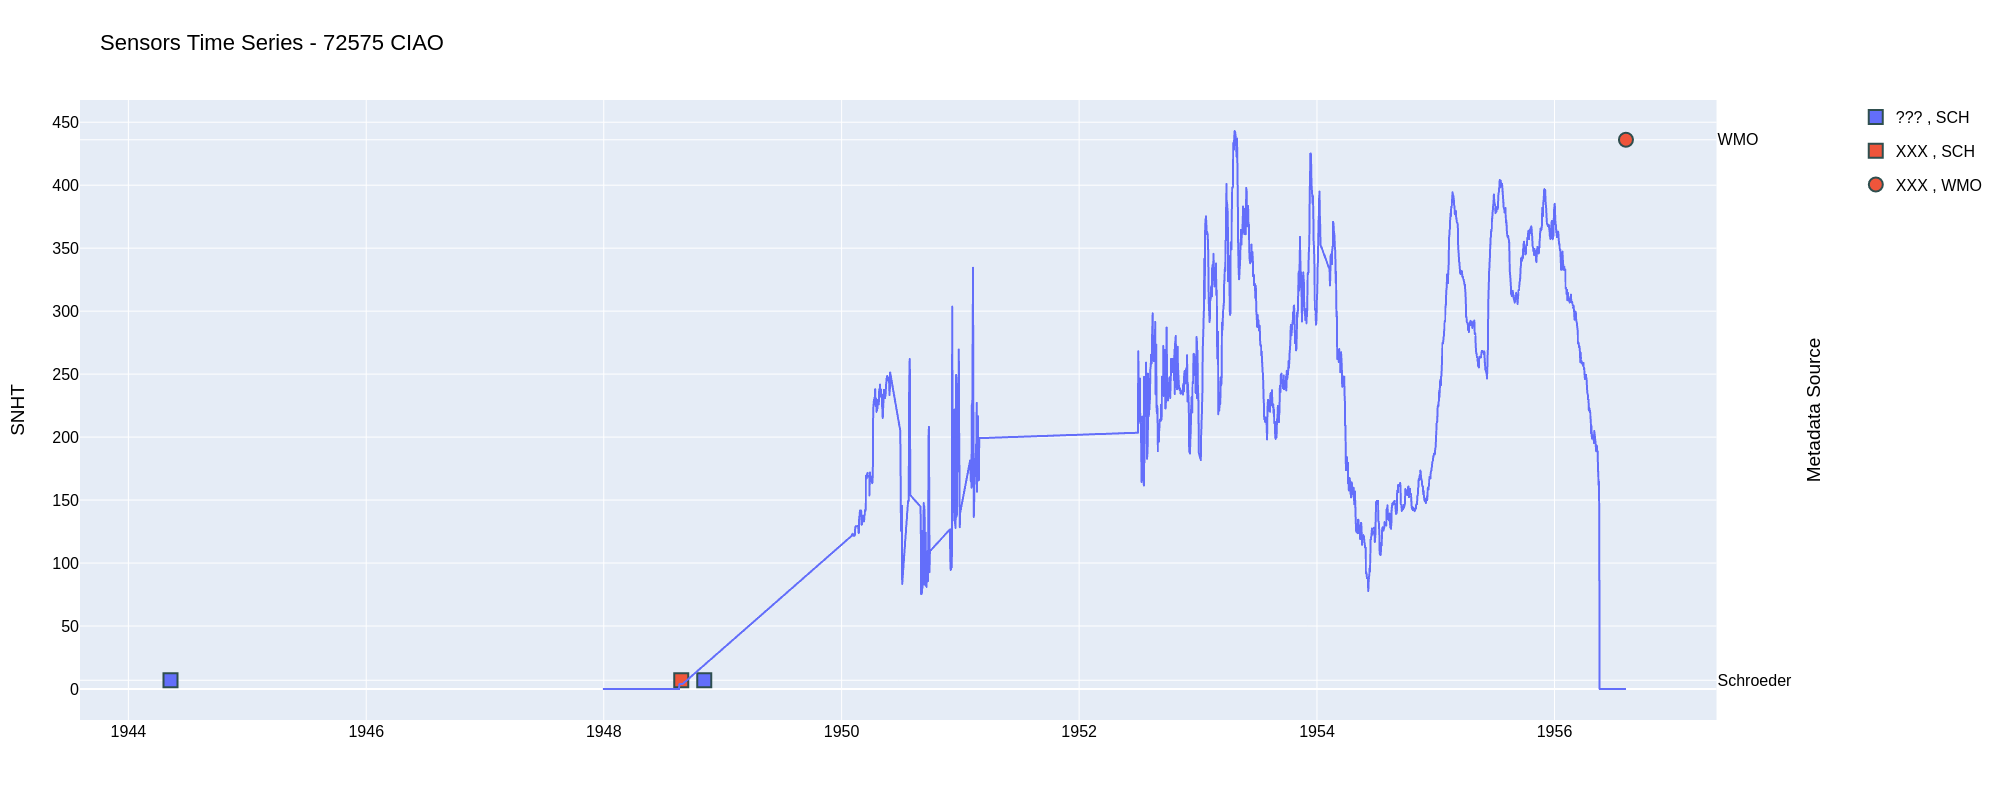 Sensors Time Series - 72575 CIAO
??? , SCH
XXX , SCH
XXX , WMO
SNHT
450
400
350
300
250
200
150
100
50
0
WMO
Schroeder
Metadata Source
1944
1946
1948
1950
1952
1954
1956